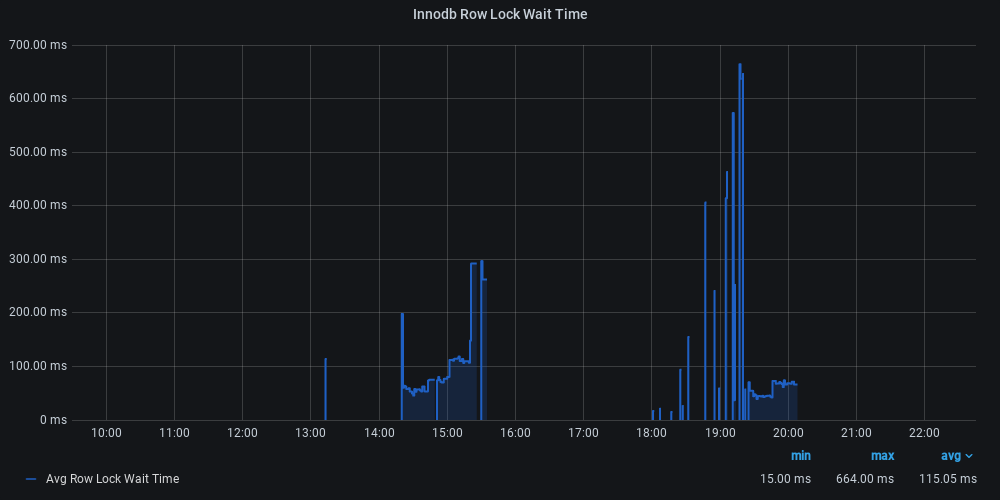 Innodb Row Lock Wait Time
700.00 ms
600.00 ms
500.00 ms
400.00 ms
300.00 ms
200.00 ms
100.00 ms
0 ms
10:00 11:00 12:00 13:00 14:00 15:00 16:00 17:00 18:00 19:00 20:00 21:00 22:00
min max avg
Avg Row Lock Wait Time 15.00 ms 664.00 ms 115.05 ms